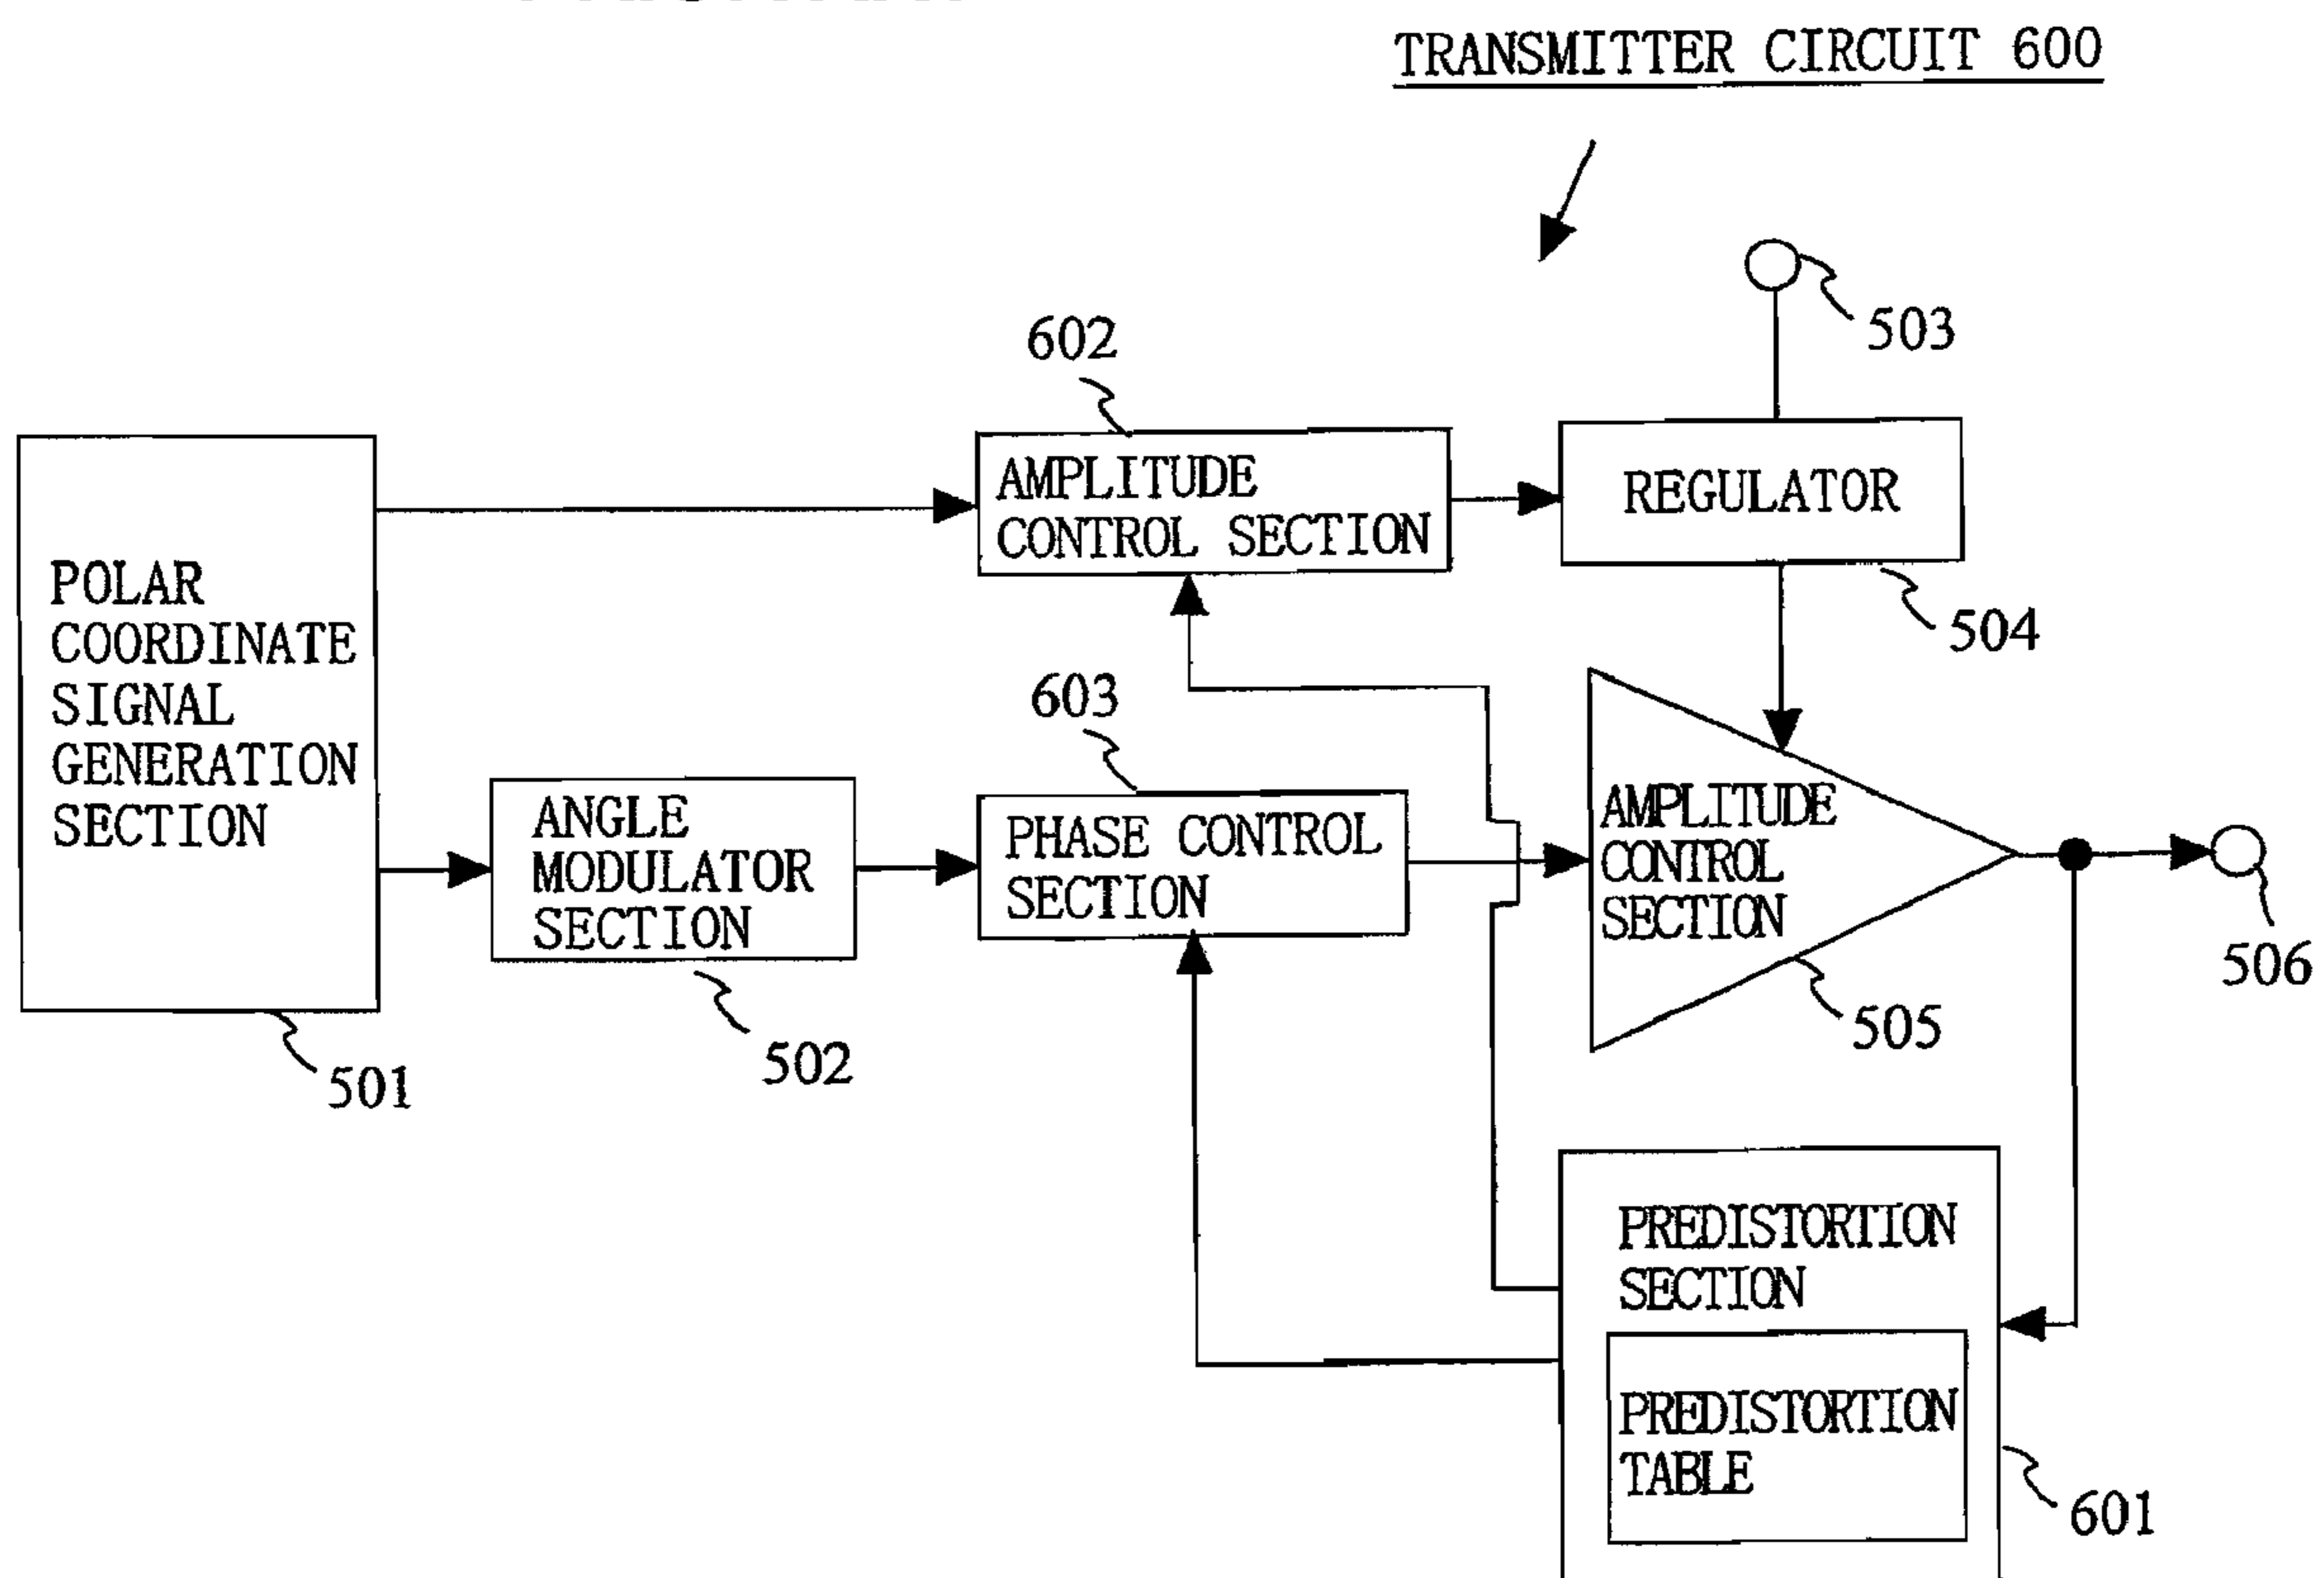 TRANSMITTER CIRCUIT 600
503
602
AMPLITUDE
CONTROL SECTION
REGULATOR
504
POLAR
COORDINATE
SIGNAL
GENERATION
SECTION
501
ANGLE
MODULATOR
SECTION
502
603
PHASE CONTROL
SECTION
AMPLITUDE
CONTROL
SECTION
505
506
PREDISTORTION
SECTION
PREDISTORTION
TABLE
601